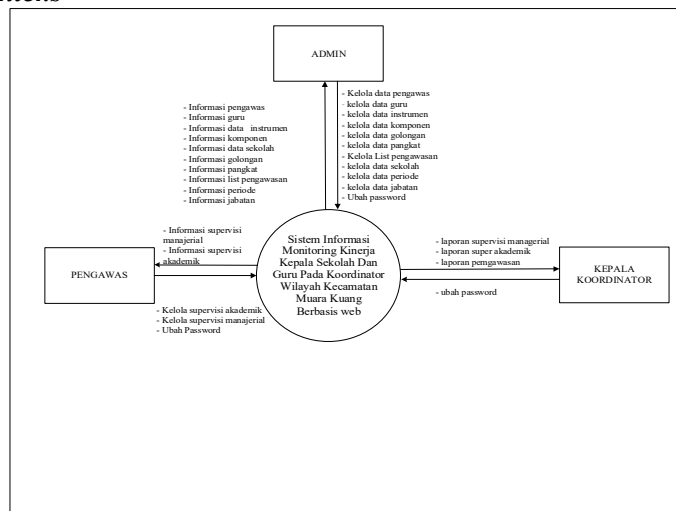 ADMIN
- Informasi pengawas
- Informasi guru
- Informasi data instrumen
- Informasi komponen
- Informasi data sekolah
- Informasi golongan
- Informasi pangkat
- Informasi list pengawasan
- Informasi periode
- Informasi jabatan
- Kelola data pengawas
- kelola data guru
- kelola data instrumen
- kelola data komponen
- kelola data golongan
- kelola data pangkat
- Kelola List pengawasan
- kelola data sekolah
- kelola data periode
- kelola data jabatan
- Ubah password
- Informasi supervisi
manajerial
- Informasi supervisi
akademik
PENGAWAS
- Kelola supervisi akademik
- Kelola supervisi manajerial
- Ubah Password
Sistem Informasi
Monitoring Kinerja
Kepala Sekolah Dan
Guru Pada Koordinator
Wilayah Kecamatan
Muara Kuang
Berbasis web
- laporan supervisi managerial
- laporan super akademik
- laporan pengawasan
KEPALA
KOORDINATOR
- ubah password